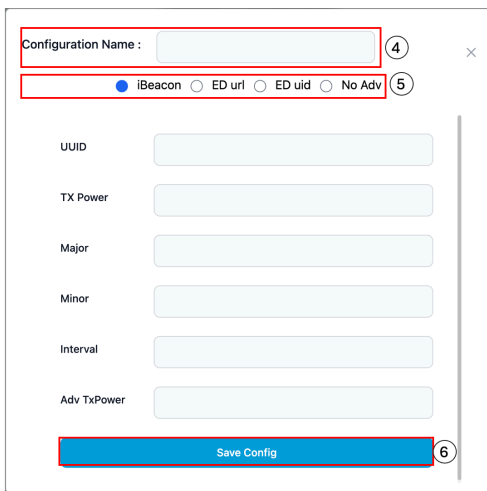 Configuration Name :
4
iBeacon ED url ED uid No Adv
5
UUID
TX Power
Major
Minor
Interval
Adv TxPower
Save Config
6